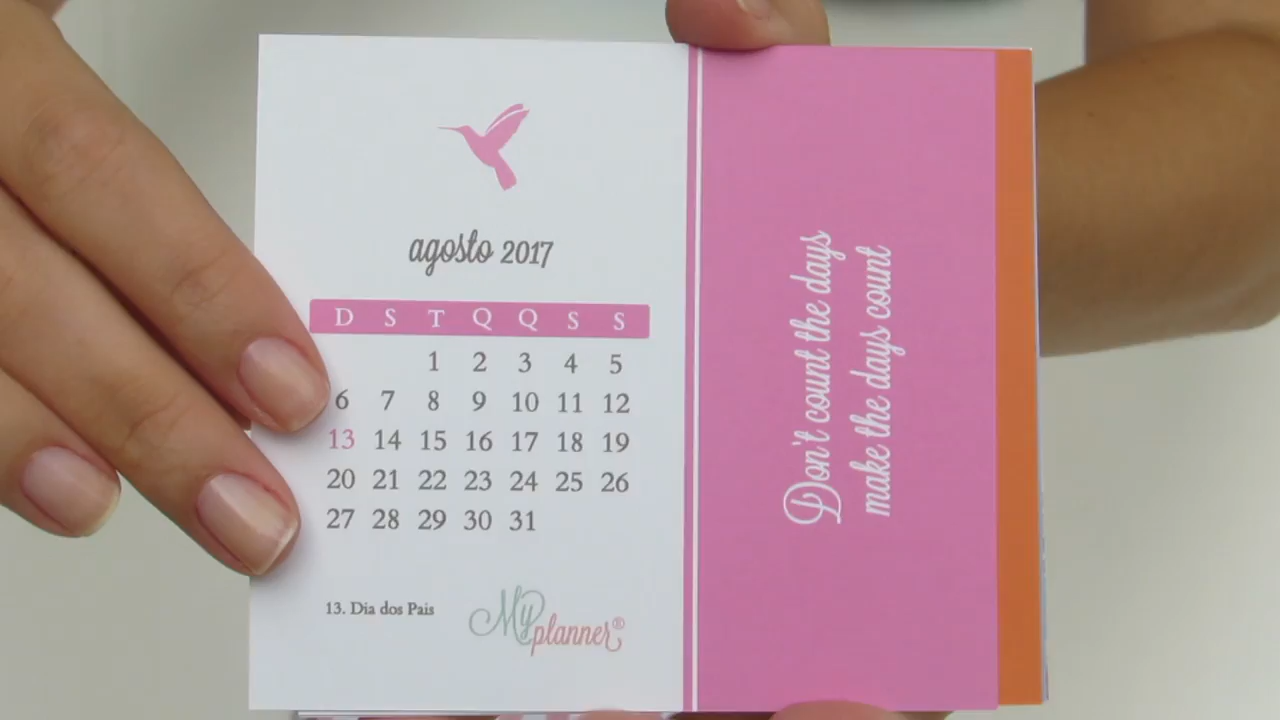 agosto 2017
D S T Q Q S S
1 2 3 4 5
6 7 8 9 10 11 12
13 14 15 16 17 18 19
20 21 22 23 24 25 26
27 28 29 30 31
13. Dia dos Pais
My planner®
Don't count the days
make the days count